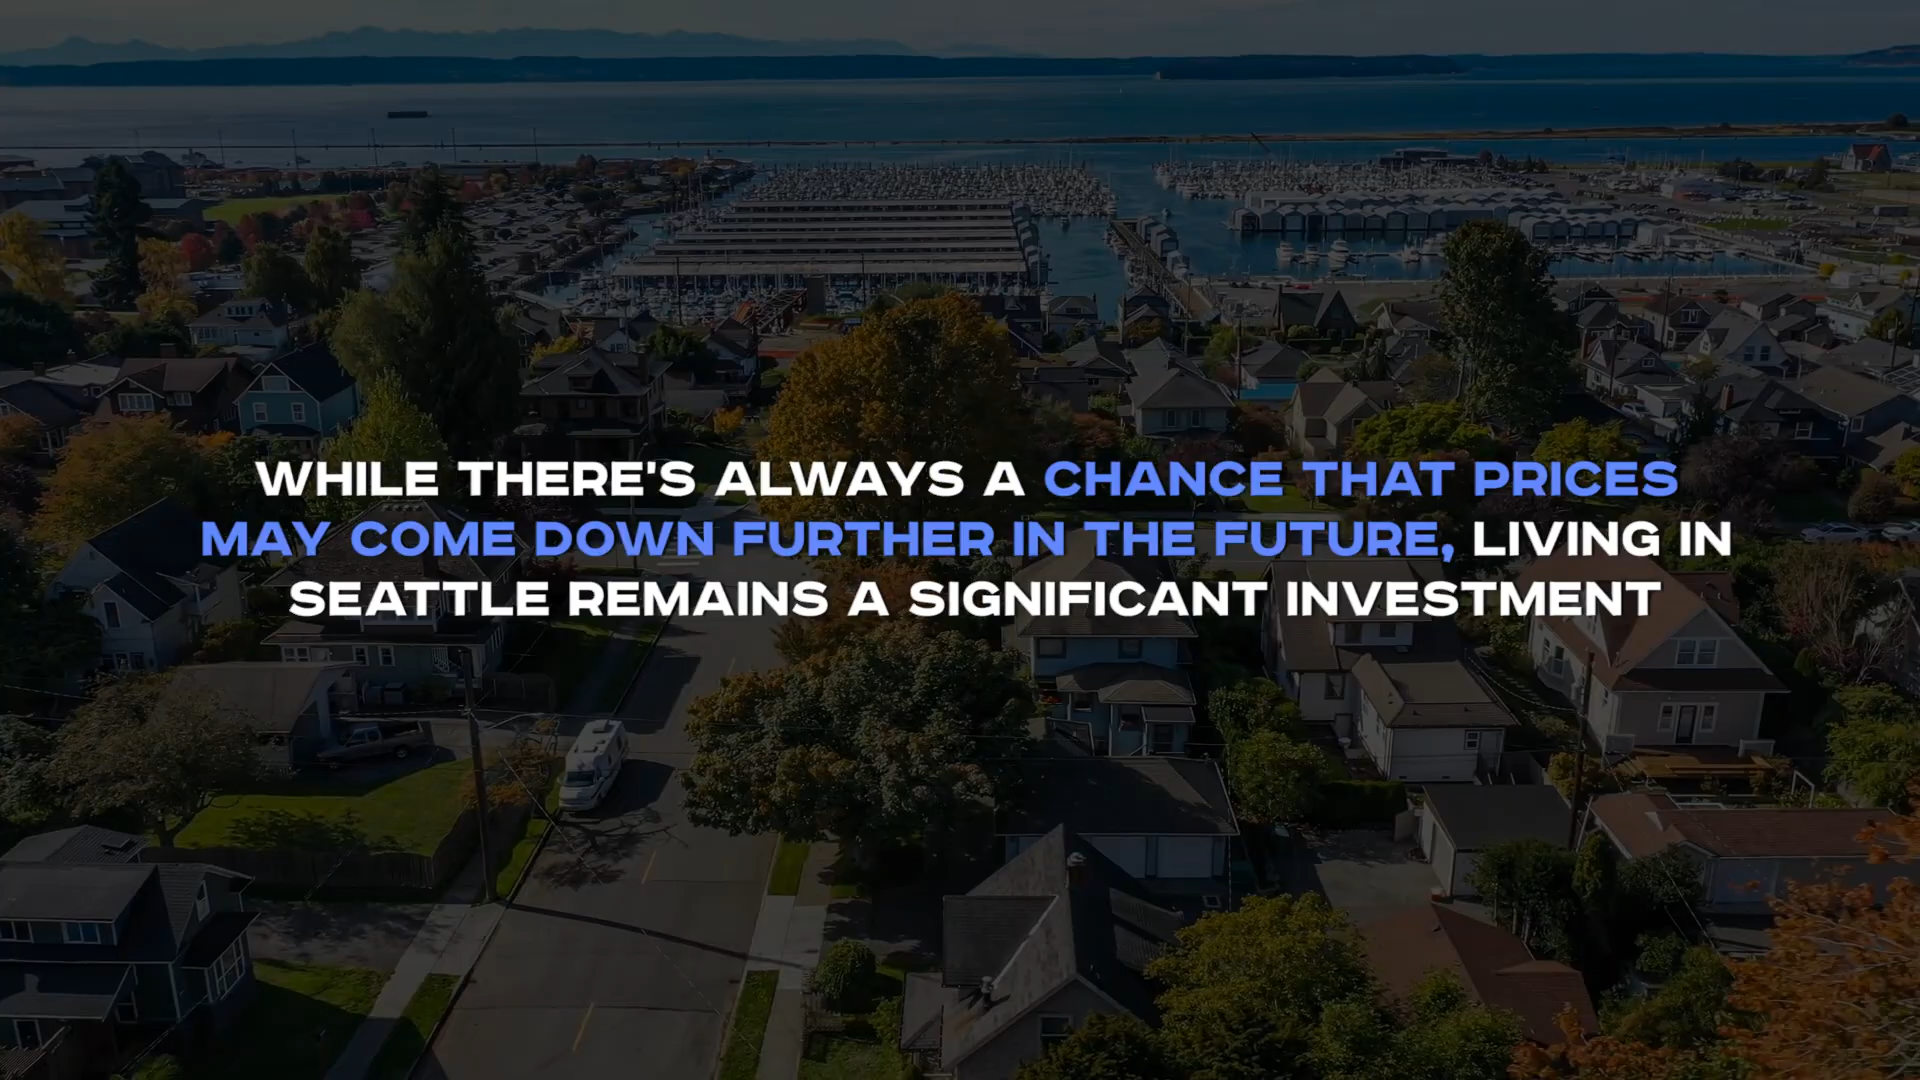 WHILE THERE'S ALWAYS A CHANCE THAT PRICES
MAY COME DOWN FURTHER IN THE FUTURE, LIVING IN
SEATTLE REMAINS A SIGNIFICANT INVESTMENT